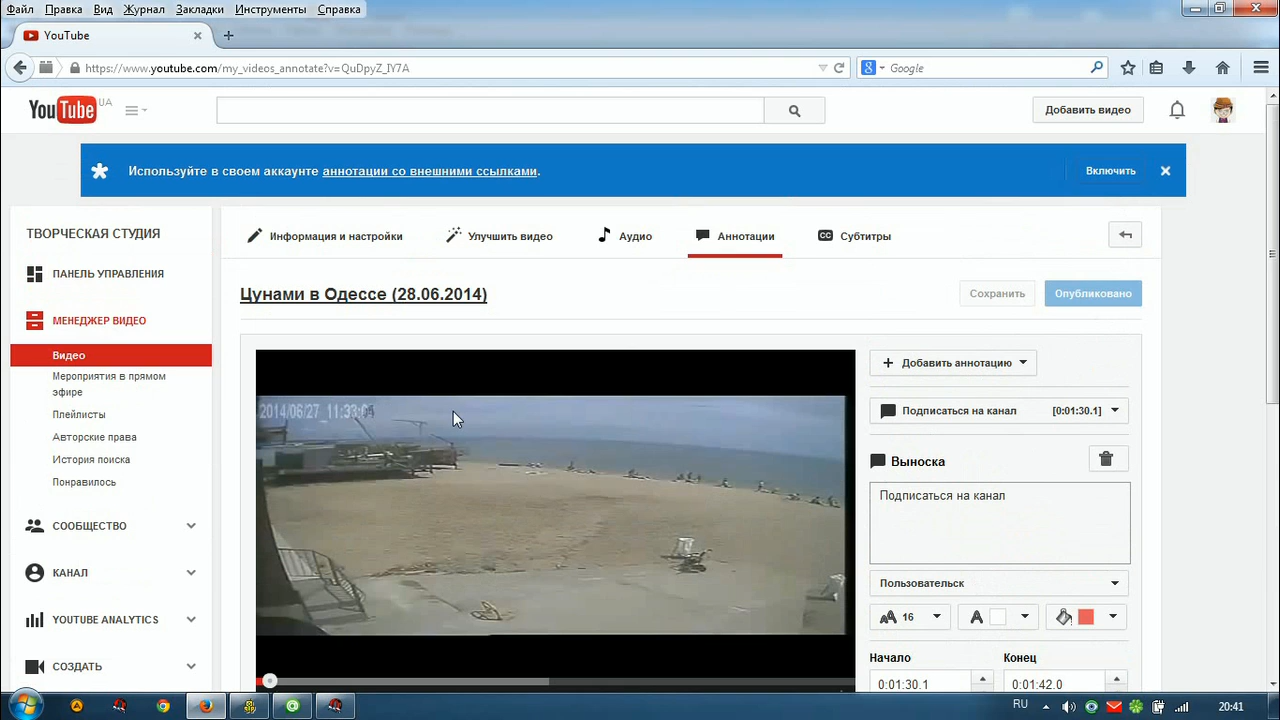 Файл Правка Вид Журнал Закладки Инструменты Справка
YouTube
https://www.youtube.com/my_videos_annotate?v=QuDpyZ_IY7A
Google
YouTube UA
Добавить видео
Используйте в своем аккаунте аннотации со внешними ссылками.
Включить
ТВОРЧЕСКАЯ СТУДИЯ
ПАНЕЛЬ УПРАВЛЕНИЯ
МЕНЕДЖЕР ВИДЕО
Видео
Мероприятия в прямом
эфире
Плейлисты
Авторские права
История поиска
Понравилось
СООБЩЕСТВО
КАНАЛ
YOUTUBE ANALYTICS
СОЗДАТЬ
Информация и настройки
Улучшить видео
Аудио
Аннотации
CC Субтитры
Цунами в Одессе (28.06.2014)
Сохранить
Опубликовано
2014/06/27 11:33:05
+ Добавить аннотацию
Подписаться на канал [0:01:30.1]
Выноска
Подписаться на канал
Пользовательск
AA 16
A
Начало Конец
0:01:30.1 0:01:42.0
RU
20:41